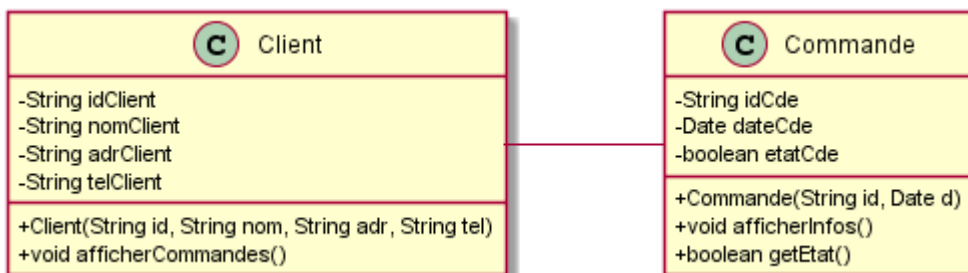 C Client
-String idClient
-String nomClient
-String adrClient
-String telClient
+Client(String id, String nom, String adr, String tel)
+void afficherCommandes()
C Commande
-String idCde
-Date dateCde
-boolean etatCde
+Commande(String id, Date d)
+void afficherInfos()
+boolean getEtat()